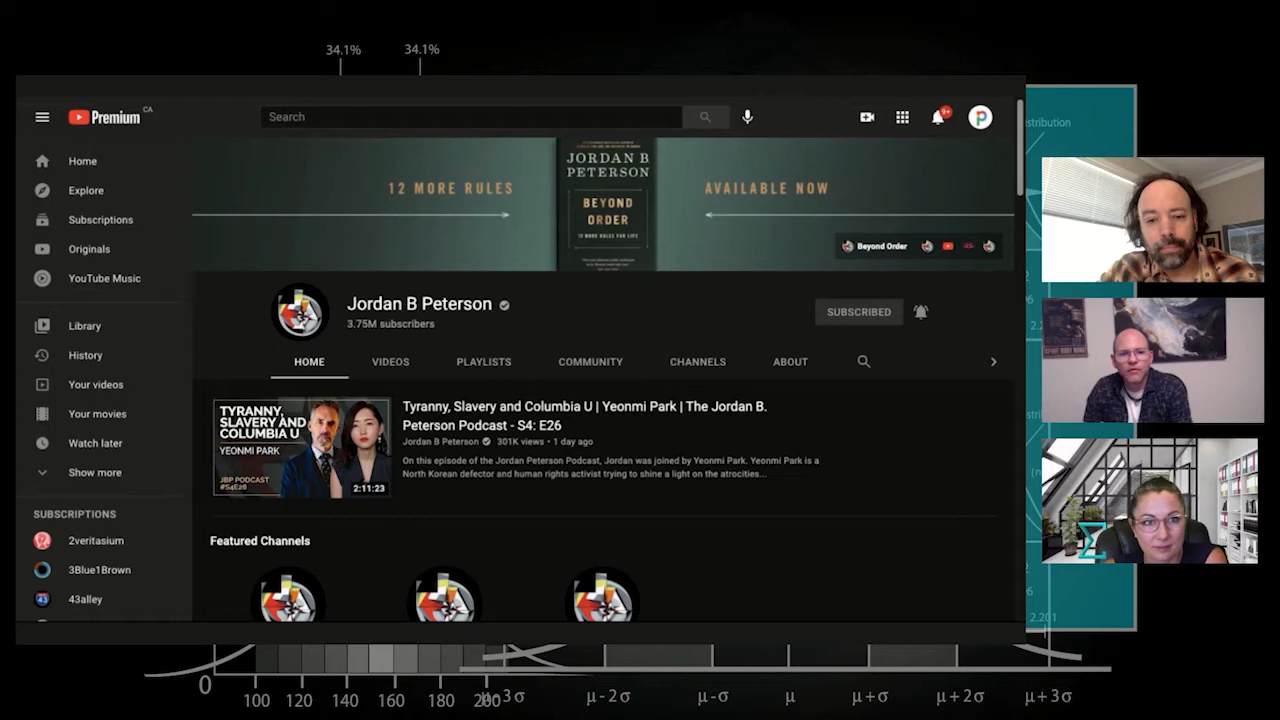 34.1% 34.1%
Premium CA
Search
9+
Home
Explore
Subscriptions
Originals
YouTube Music
Library
History
Your videos
Your movies
Watch later
Show more
SUBSCRIPTIONS
2veritasium
3Blue1Brown
43alley
12 MORE RULES
JORDAN B
PETERSON
BEYOND
ORDER
12 MORE RULES FOR LIFE
AVAILABLE NOW
Beyond Order
Jordan B Peterson
3.75M subscribers
SUBSCRIBED
HOME VIDEOS PLAYLISTS COMMUNITY CHANNELS ABOUT
TYRANNY,
SLAVERY AND
COLUMBIA U
YEONMI PARK
JBP PODCAST
#S4E26
2:11:23
Tyranny, Slavery and Columbia U | Yeonmi Park | The Jordan B.
Peterson Podcast - S4: E26
Jordan B Peterson 301K views • 1 day ago
On this episode of the Jordan Peterson Podcast, Jordan was joined by Yeonmi Park. Yeonmi Park is a
North Korean defector and human rights activist trying to shine a light on the atrocities...
Featured Channels
istribution
2.201
Σ
0 100 120 140 160 180 200
μ-3σ μ-2σ μ-σ μ μ+σ μ+2σ μ+3σ